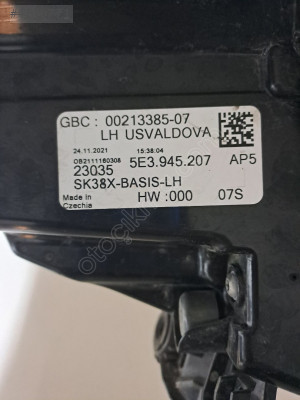 GBC : 00213385-07
LH USVALDOVA
24.11.2021 15:38:04
OB2111180308 5E3.945.207 AP5
23035
SK38X-BASIS-LH
Made in HW :000 07S
Czechia